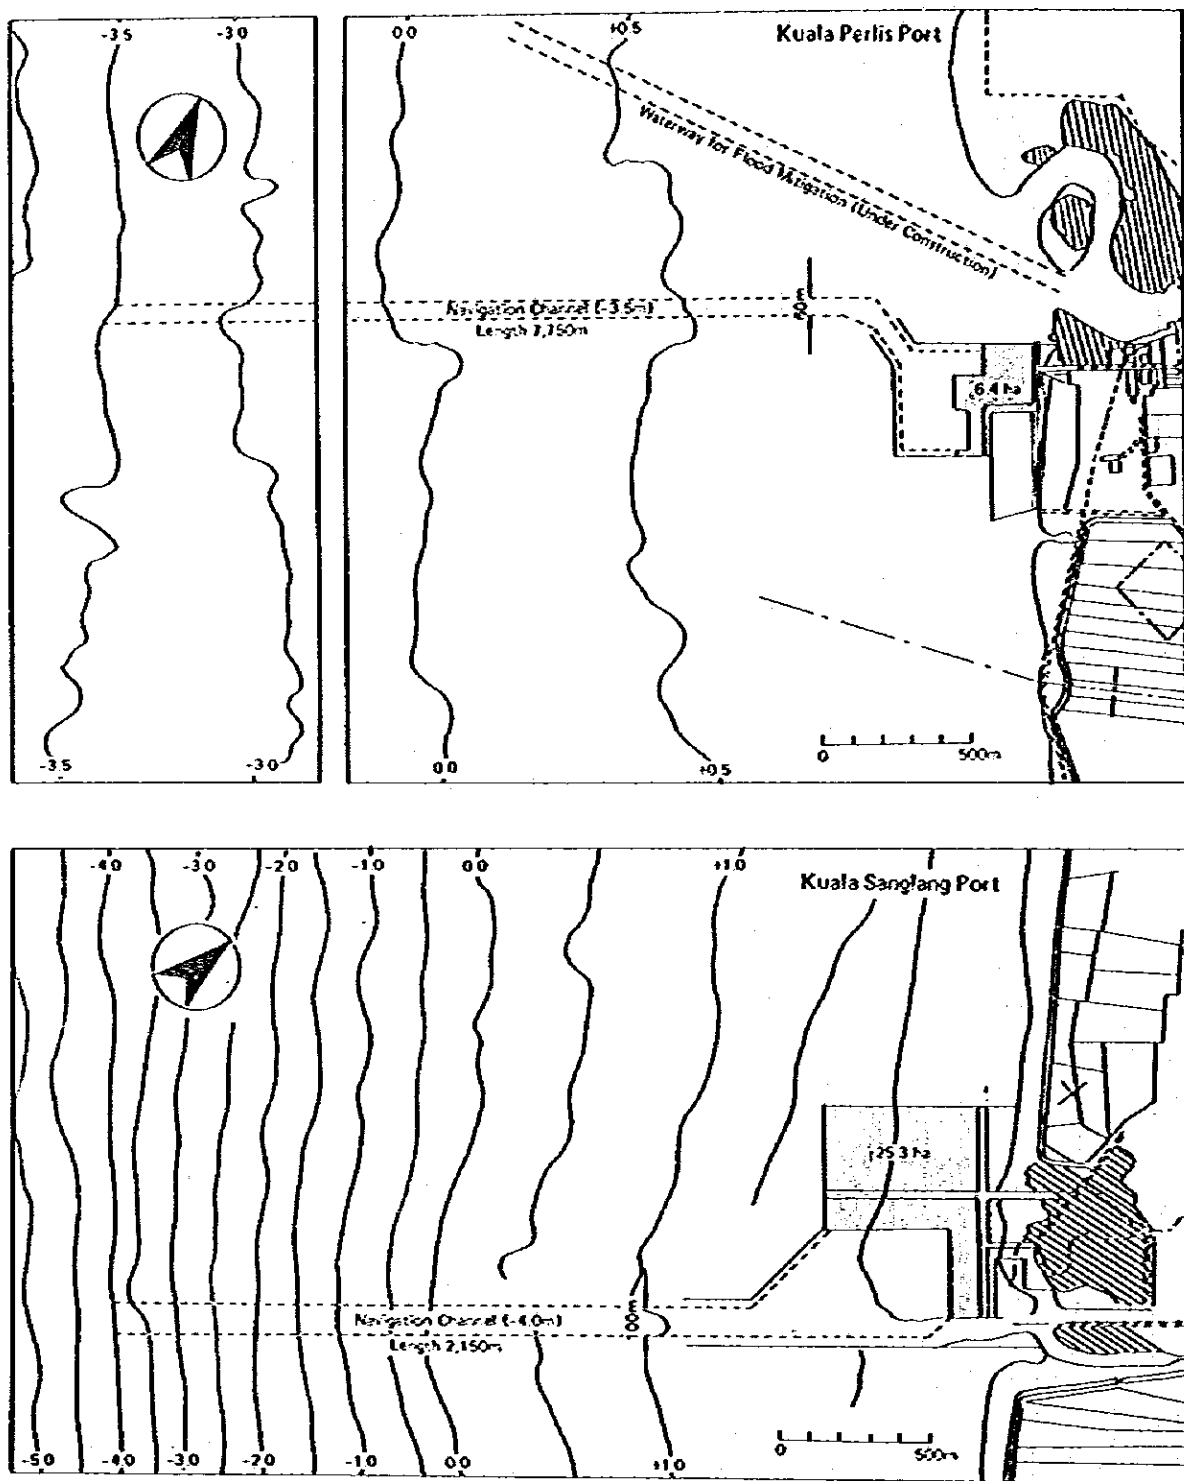 -3.5
-3.0
0.0
+0.5
Kuala Perlis Port
Waterway for Flood Mitigation (Under Construction)
Navigation Channel (-3.5m)
Length 7,750m
6.4 ha
0
500m
-3.5
-3.0
0.0
+0.5
-4.0
-3.0
-2.0
-1.0
0.0
+1.0
Kuala Sanglang Port
25.3 ha
Navigation Channel (-4.0m)
100m
Length 2,150m
0
500m
-5.0
-4.0
-3.0
-2.0
-1.0
0.0
+1.0